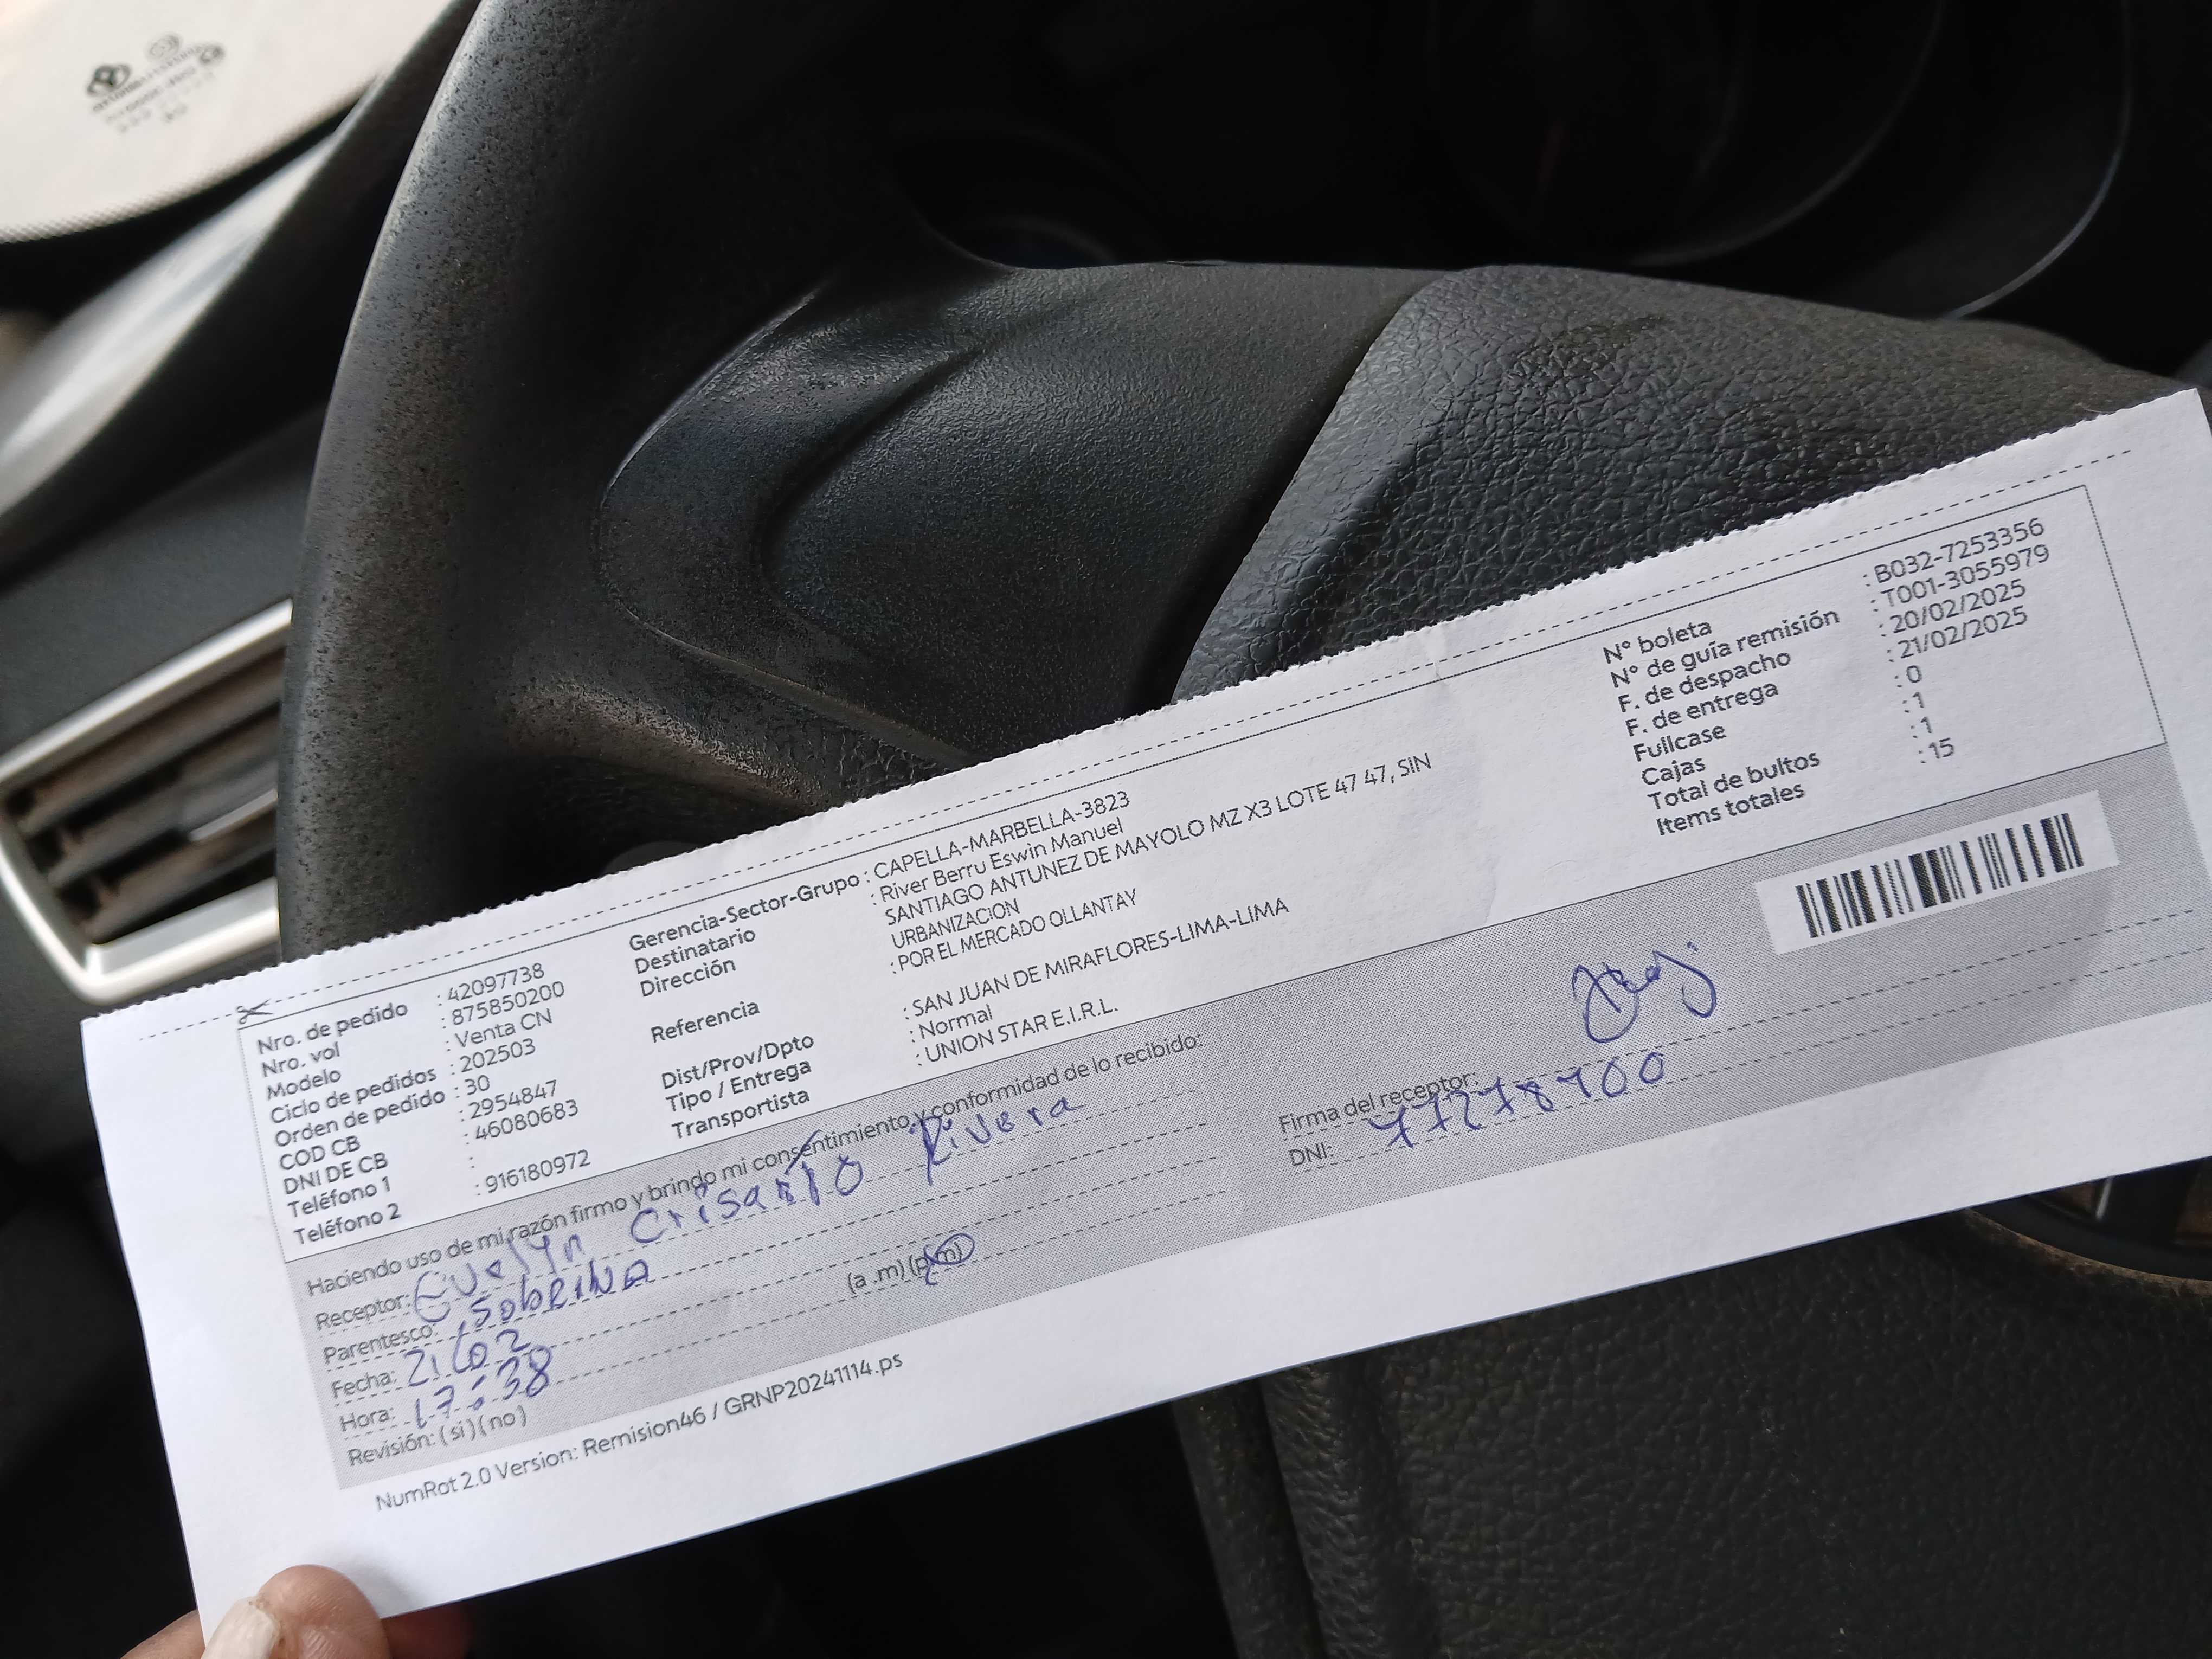 Nro. de pedido : 42097738
Nro. vol : 875850200
Modelo : Venta CN
Ciclo de pedidos : 202503
Orden de pedido : 30
COD CB : 2954847
DNI DE CB : 46080683
Teléfono 1 :
Teléfono 2 : 916180972
Gerencia-Sector-Grupo : CAPELLA-MARBELLA-3823
Destinatario : River Berru Eswin Manuel
Dirección SANTIAGO ANTUNEZ DE MAYOLO MZ X3 LOTE 47 47, SIN
URBANIZACION
Referencia : POR EL MERCADO OLLANTAY
Dist/Prov/Dpto : SAN JUAN DE MIRAFLORES-LIMA-LIMA
Tipo / Entrega : Normal
Transportista : UNION STAR E.I.R.L.
N° boleta : B032-7253356
N° de guía remisión : T001-3055979
F. de despacho : 20/02/2025
F. de entrega : 21/02/2025
Fullcase : 0
Cajas : 1
Total de bultos : 1
Items totales : 15
Haciendo uso de mi razón firmo y brindo mi consentimiento y conformidad de lo recibido:
Receptor: Evelyn Crisanto Rivera
Parentesco: Sobrina
Fecha: 21/02
Hora: 17:38 (a .m) (p.m)
Revisión: ( si ) ( no )
Firma del receptor:
DNI: 77278700
NumRot 2.0 Version: Remision46 / GRNP20241114.ps